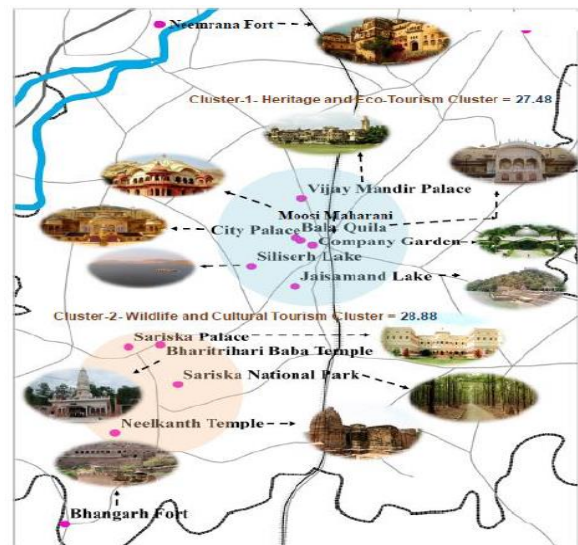 Neemrana Fort
Cluster-1- Heritage and Eco-Tourism Cluster = 27.48
Vijay Mandir Palace
Moosi Maharani
City Palace
Bala Quila
Company Garden
Siliserh Lake
Jaisamand Lake
Cluster-2- Wildlife and Cultural Tourism Cluster = 28.88
Sariska Palace
Bharitrihari Baba Temple
Sariska National Park
Neelkanth Temple
Bhangarh Fort